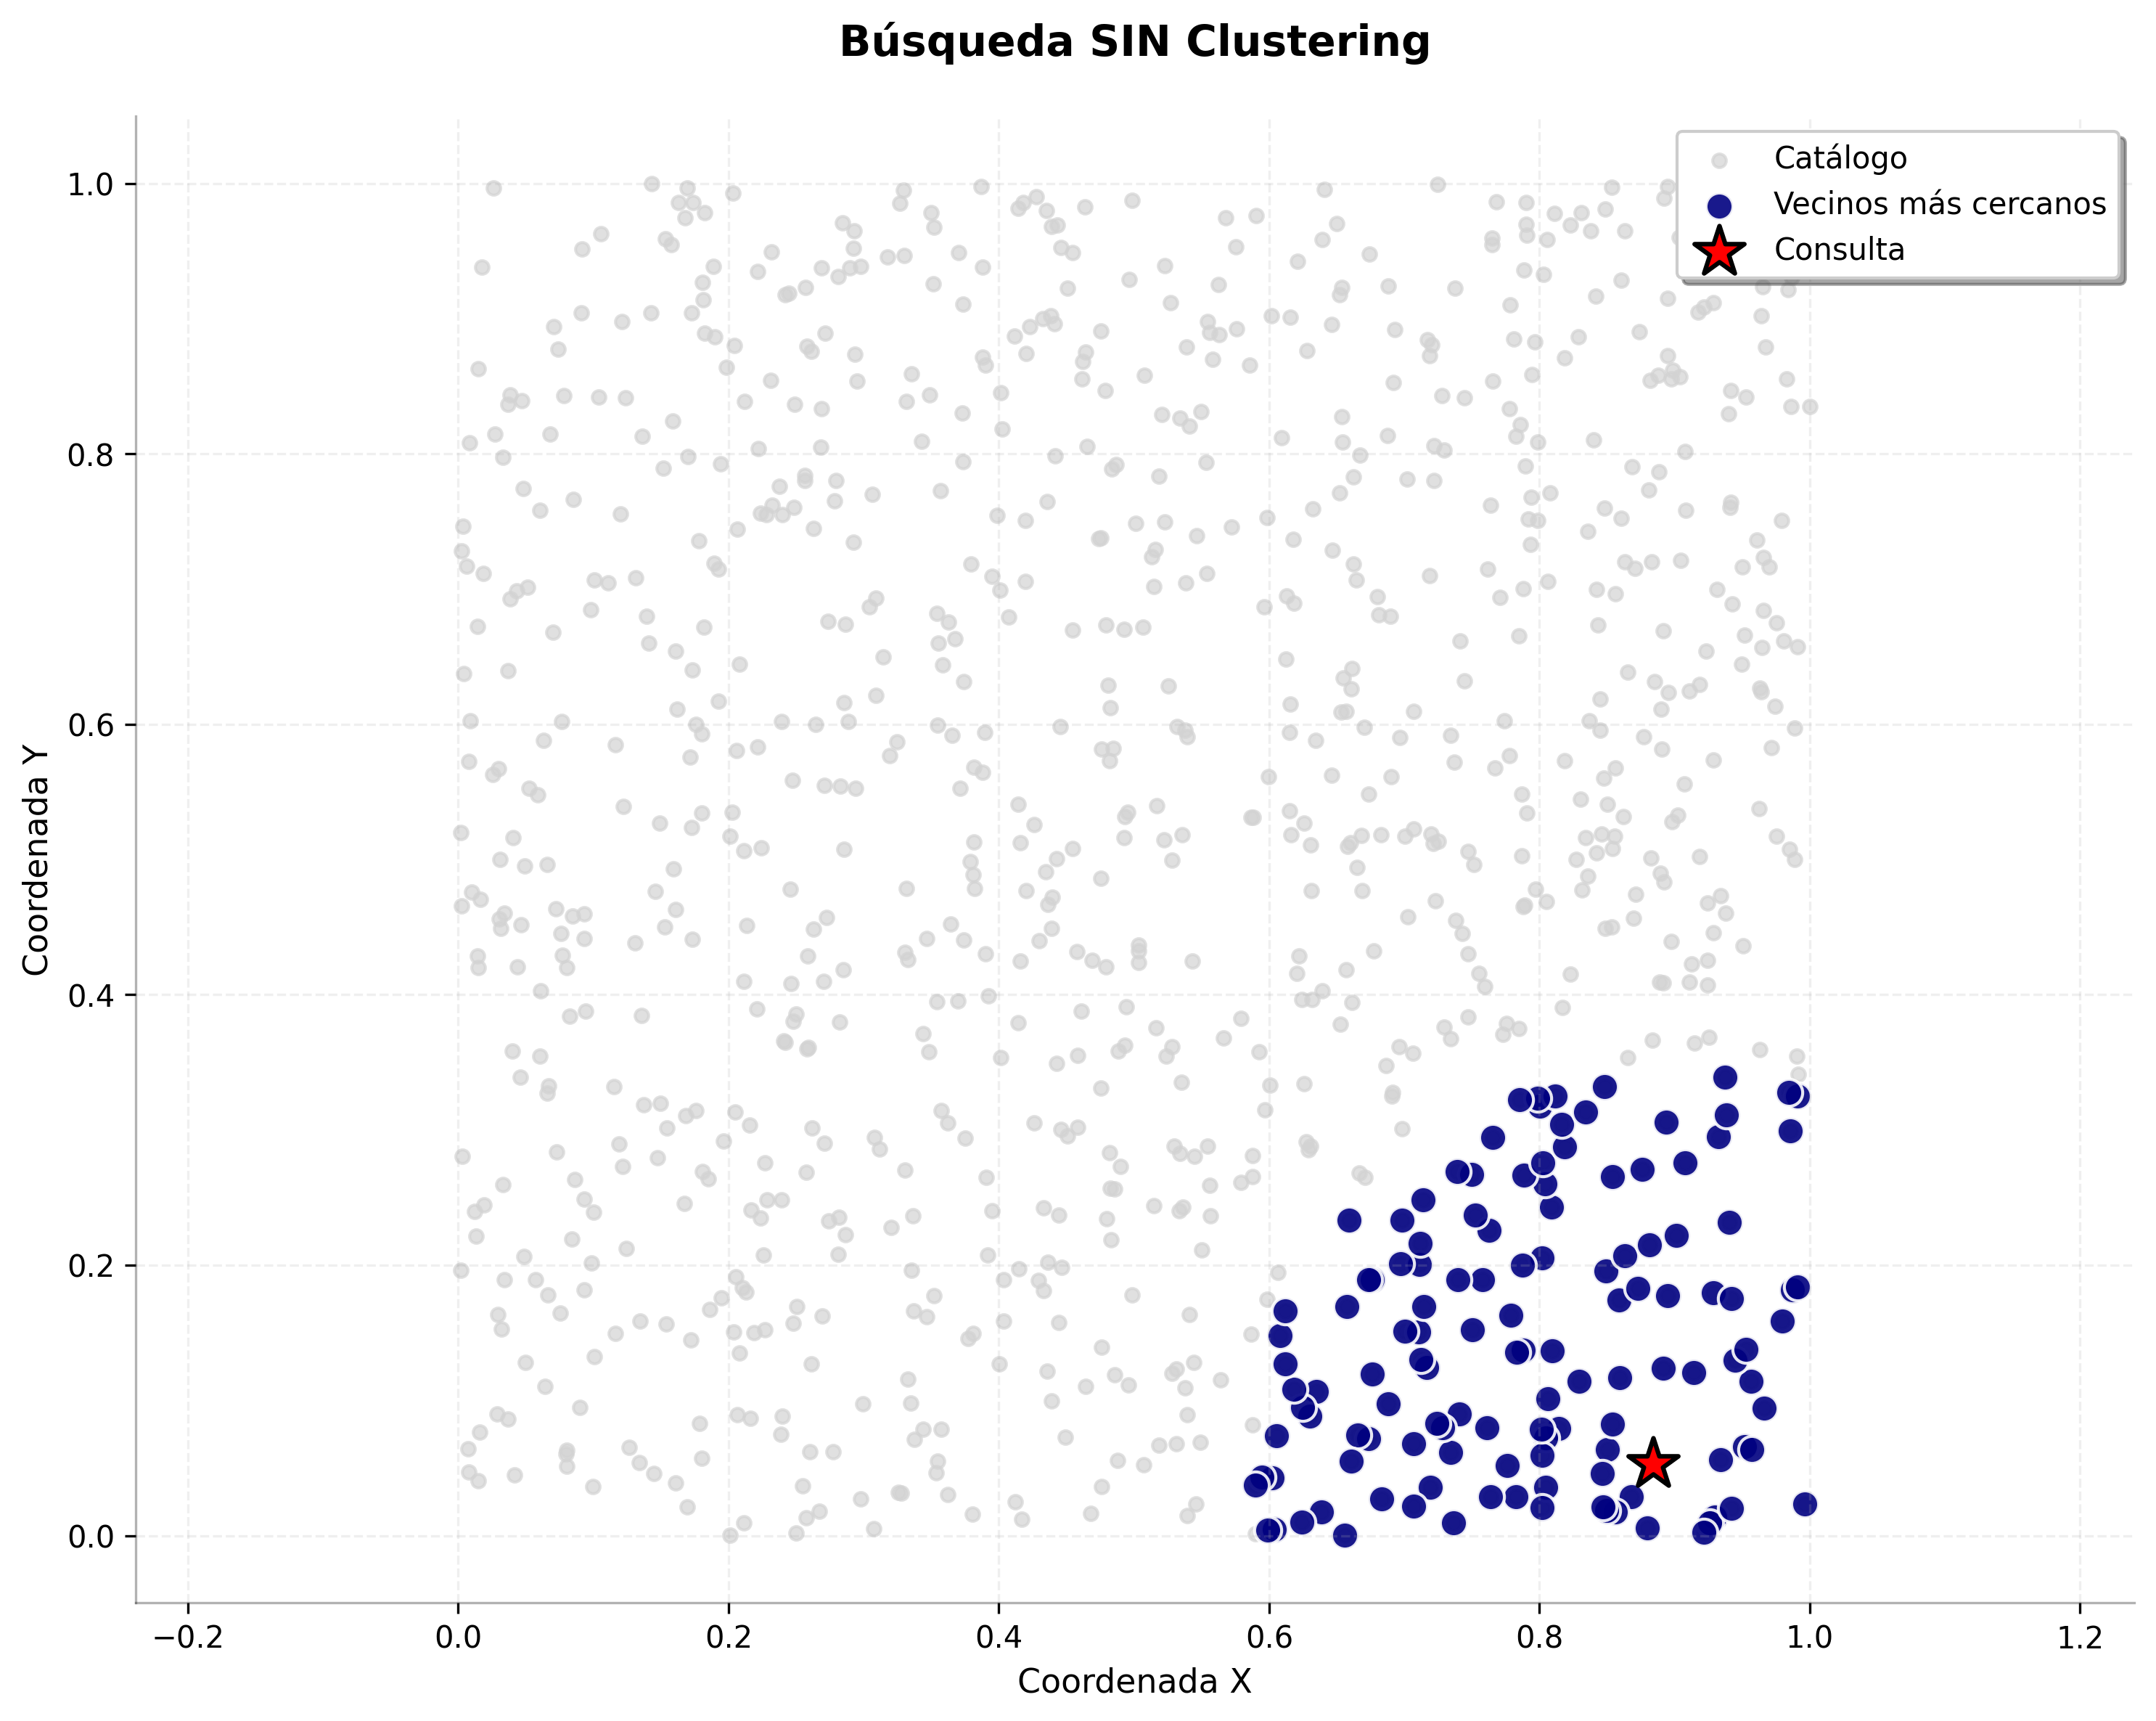 Búsqueda SIN Clustering
Catálogo
Vecinos más cercanos
Consulta
1.0
0.8
0.6
0.4
0.2
0.0
Coordenada Y
−0.2
0.0
0.2
0.4
0.6
0.8
1.0
1.2
Coordenada X